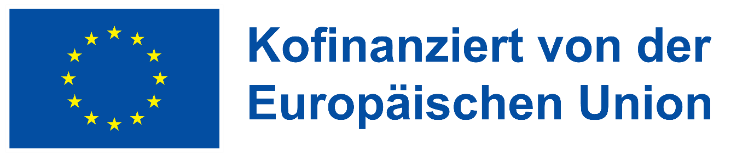 Kofinanziert von der
Europäischen Union